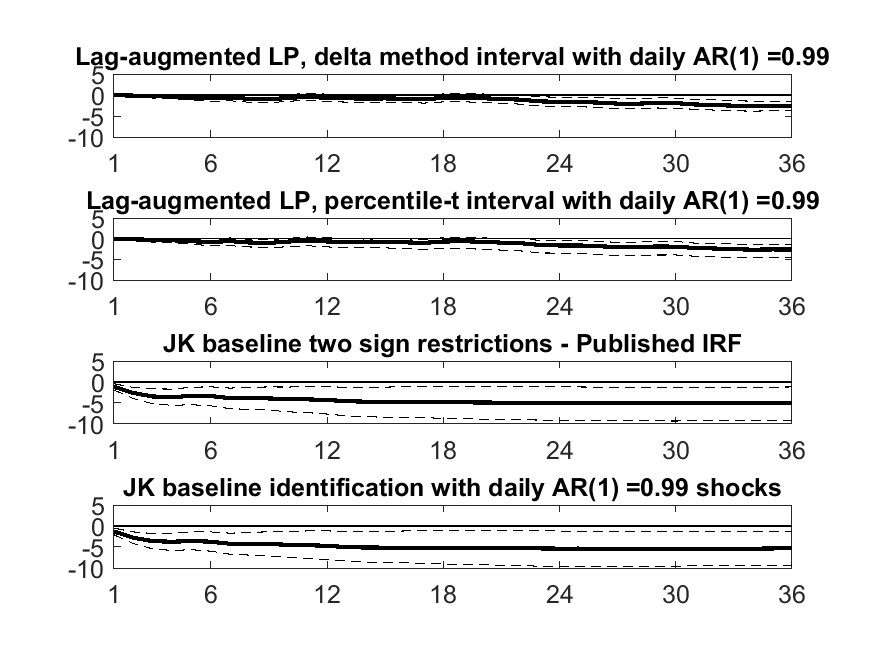 Lag-augmented LP, delta method interval with daily AR(1) =0.99
5
0
-5
-10
1 6 12 18 24 30 36
Lag-augmented LP, percentile-t interval with daily AR(1) =0.99
5
0
-5
-10
1 6 12 18 24 30 36
JK baseline two sign restrictions - Published IRF
5
0
-5
-10
1 6 12 18 24 30 36
JK baseline identification with daily AR(1) =0.99 shocks
5
0
-5
-10
1 6 12 18 24 30 36